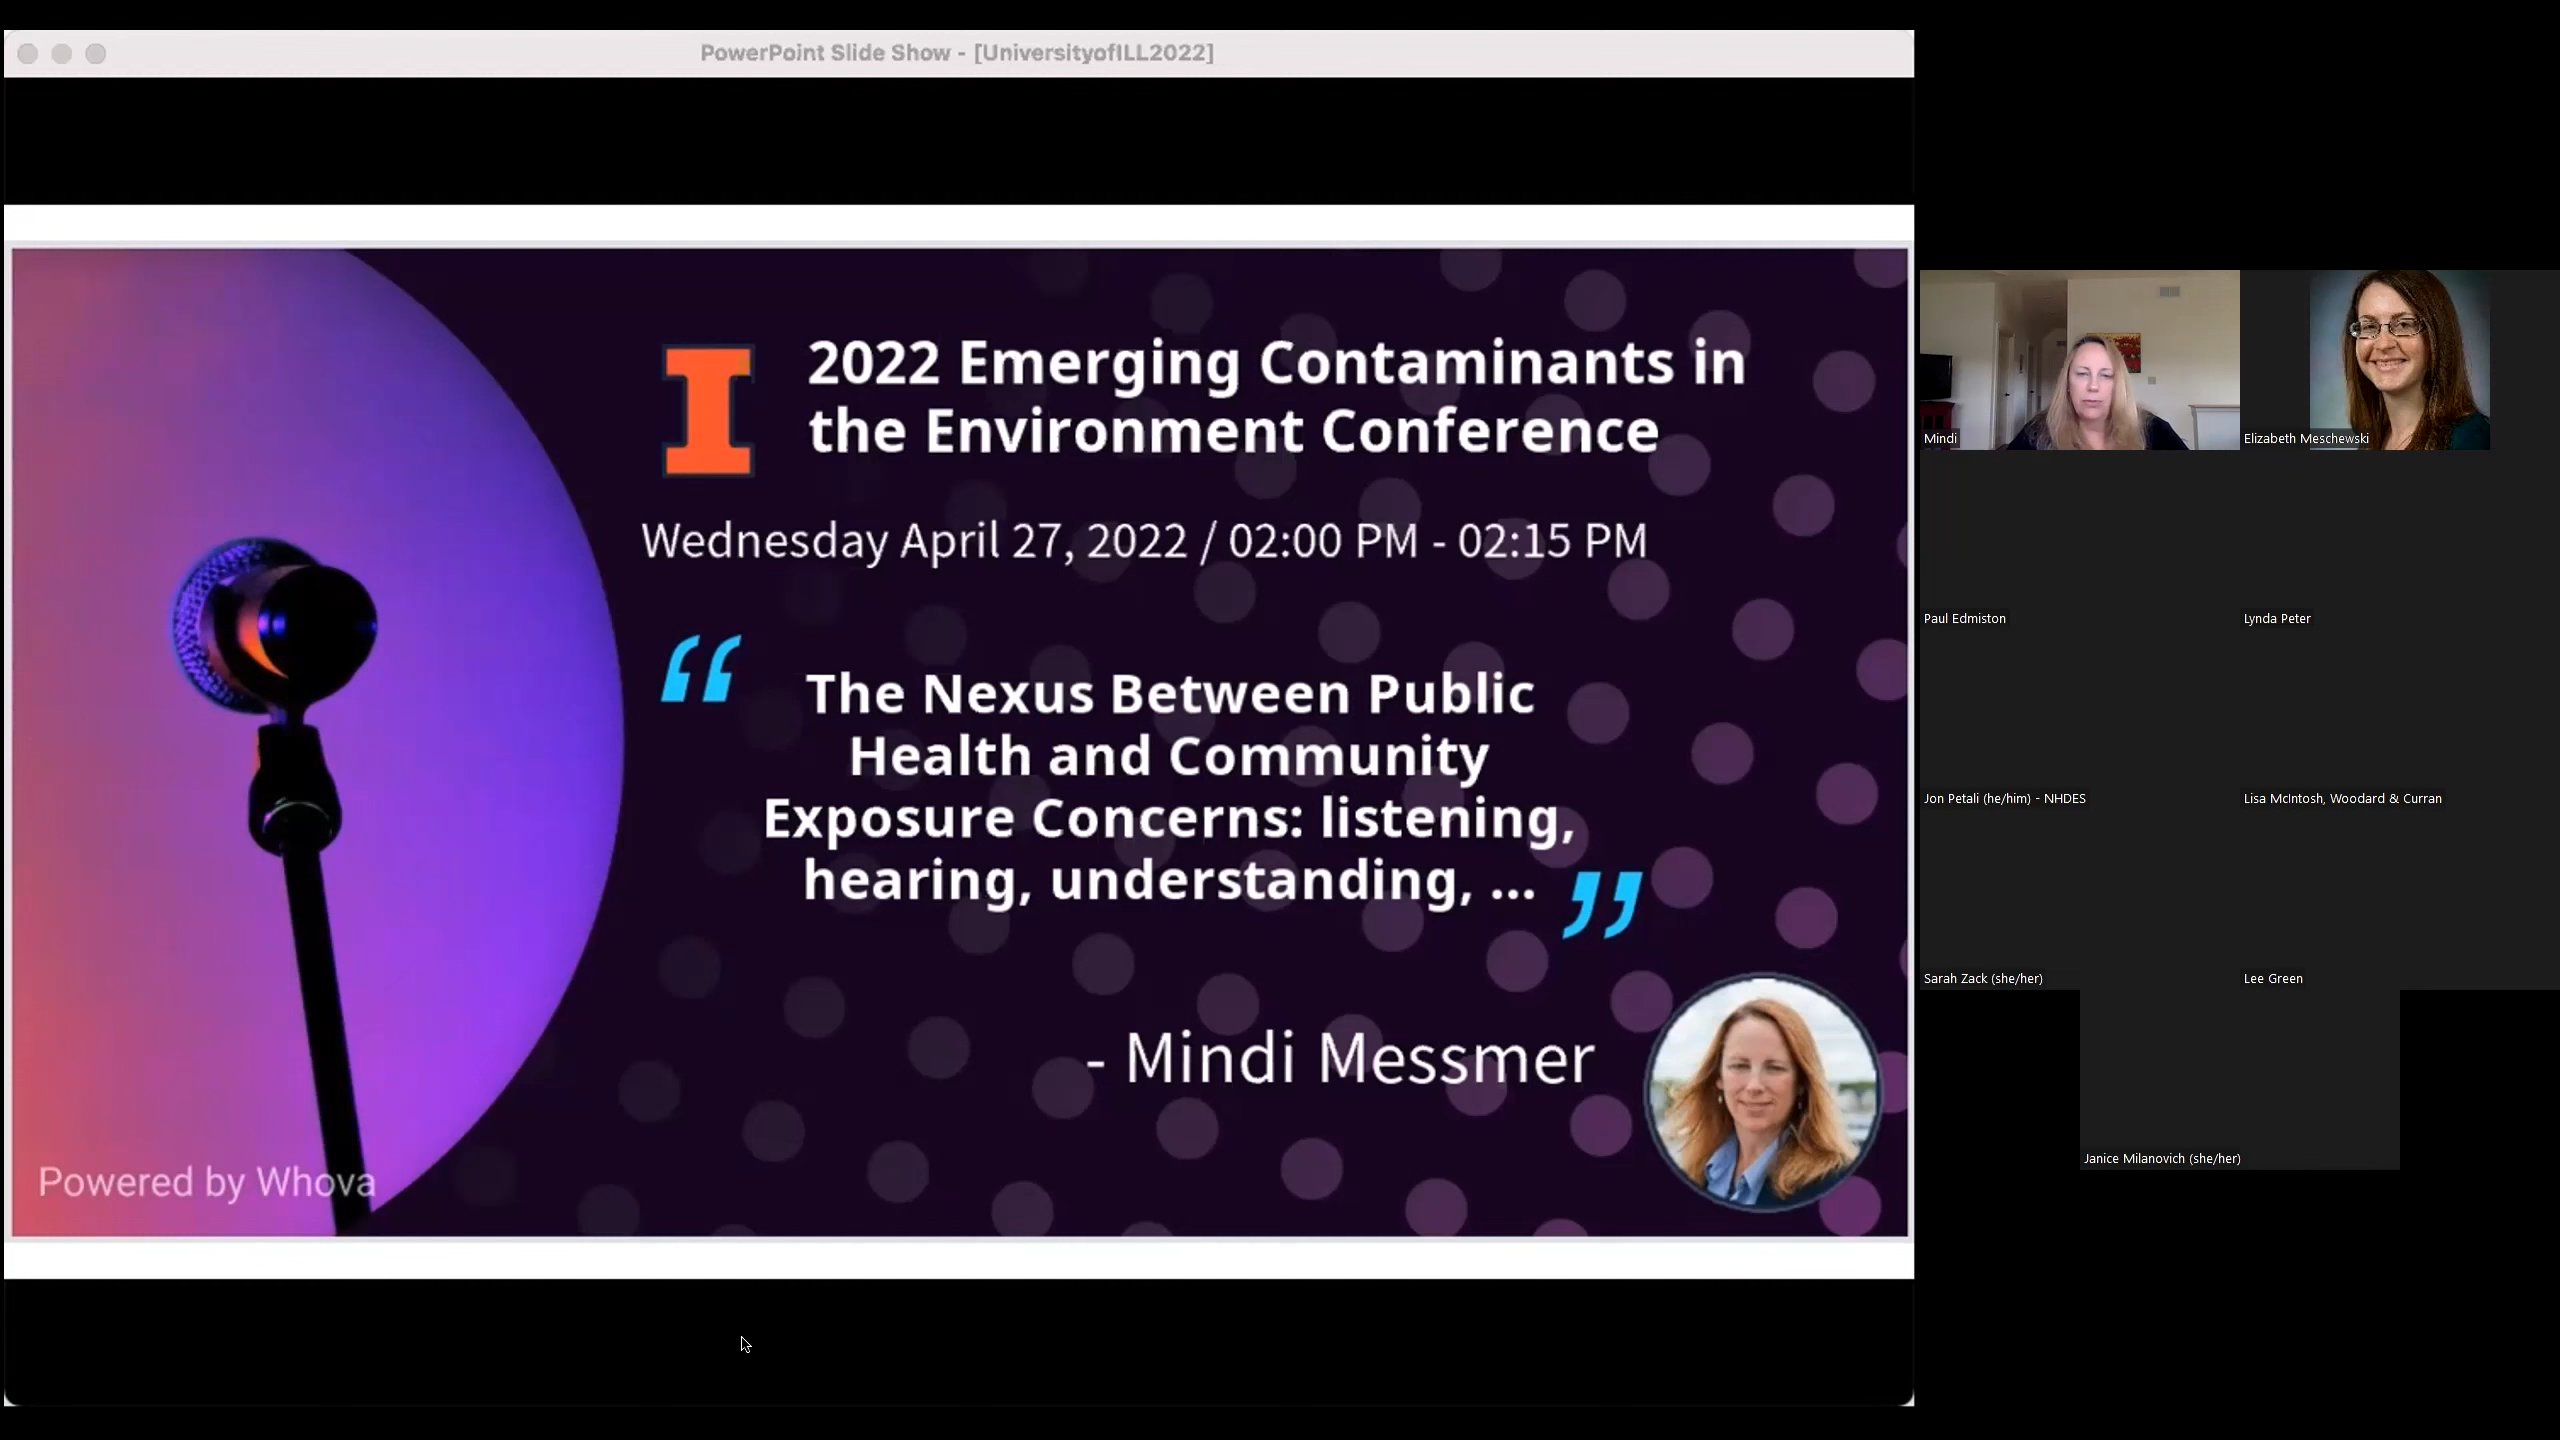 PowerPoint Slide Show - [UniversityofILL2022]
2022 Emerging Contaminants in
the Environment Conference
Wednesday April 27, 2022 / 02:00 PM - 02:15 PM
“ The Nexus Between Public
Health and Community
Exposure Concerns: listening,
hearing, understanding, ... ”
- Mindi Messmer
Powered by Whova
Mindi
Elizabeth Meschewski
Paul Edmiston
Lynda Peter
Jon Petali (he/him) - NHDES
Lisa McIntosh, Woodard & Curran
Sarah Zack (she/her)
Lee Green
Janice Milanovich (she/her)